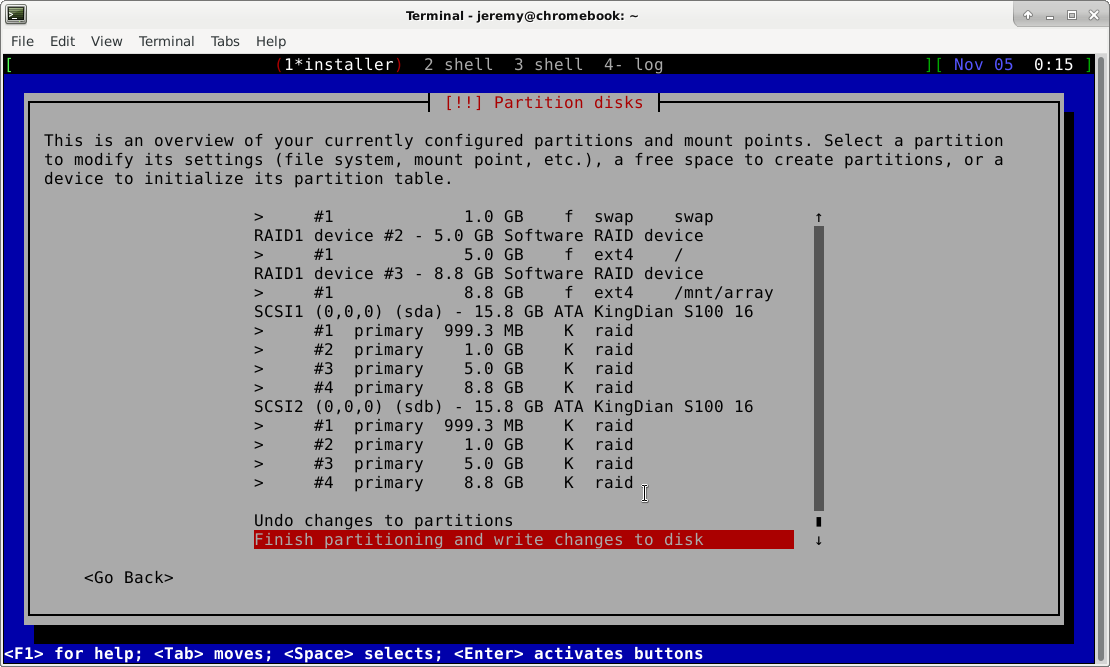 Terminal - jeremy@chromebook: ~
File Edit View Terminal Tabs Help
[ (1*installer) 2 shell 3 shell 4- log ][ Nov 05 0:15 ]
[!!] Partition disks
This is an overview of your currently configured partitions and mount points. Select a partition
to modify its settings (file system, mount point, etc.), a free space to create partitions, or a
device to initialize its partition table.
> #1 1.0 GB f swap swap ↑
RAID1 device #2 - 5.0 GB Software RAID device
> #1 5.0 GB f ext4 /
RAID1 device #3 - 8.8 GB Software RAID device
> #1 8.8 GB f ext4 /mnt/array
SCSI1 (0,0,0) (sda) - 15.8 GB ATA KingDian S100 16
> #1 primary 999.3 MB K raid
> #2 primary 1.0 GB K raid
> #3 primary 5.0 GB K raid
> #4 primary 8.8 GB K raid
SCSI2 (0,0,0) (sdb) - 15.8 GB ATA KingDian S100 16
> #1 primary 999.3 MB K raid
> #2 primary 1.0 GB K raid
> #3 primary 5.0 GB K raid
> #4 primary 8.8 GB K raid
Undo changes to partitions
Finish partitioning and write changes to disk ↓
<Go Back>
<F1> for help; <Tab> moves; <Space> selects; <Enter> activates buttons